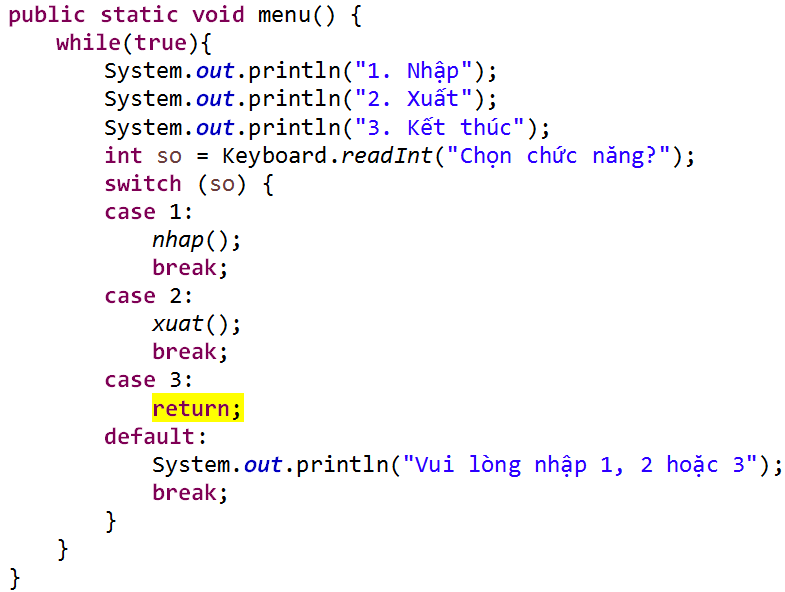 public static void menu() {
    while(true){
        System.out.println("1. Nhập");
        System.out.println("2. Xuất");
        System.out.println("3. Kết thúc");
        int so = Keyboard.readInt("Chọn chức năng?");
        switch (so) {
        case 1:
            nhap();
            break;
        case 2:
            xuat();
            break;
        case 3:
            return;
        default:
            System.out.println("Vui lòng nhập 1, 2 hoặc 3");
            break;
        }
    }
}